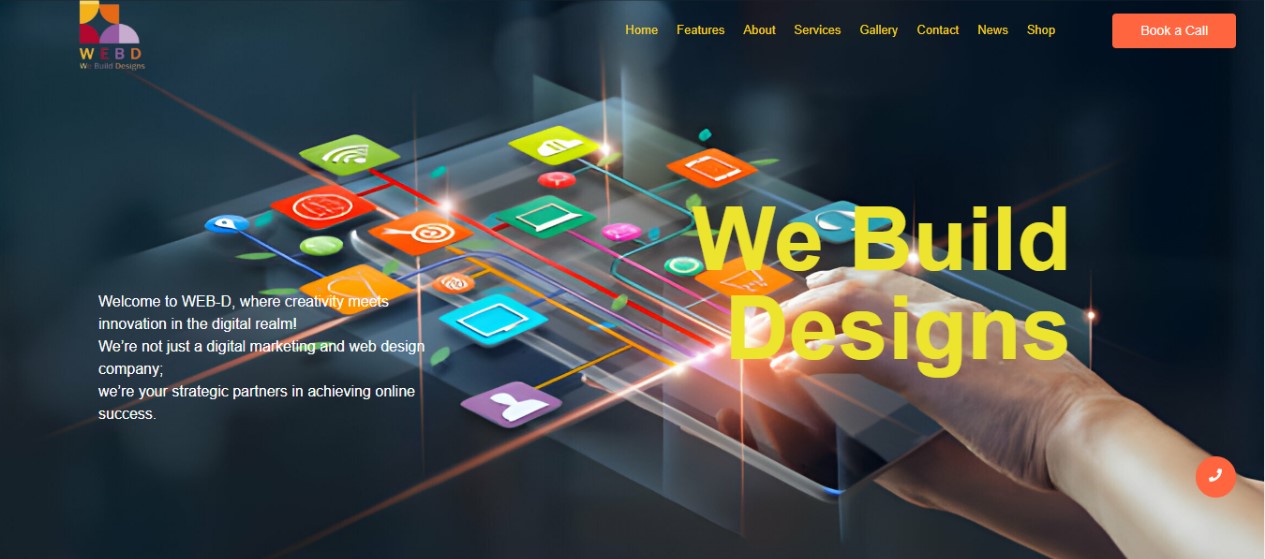 WEBD
We Build Designs
Home Features About Services Gallery Contact News Shop
Book a Call
We Build
Designs
Welcome to WEB-D, where creativity meets
innovation in the digital realm!
We’re not just a digital marketing and web design
company;
we’re your strategic partners in achieving online
success.